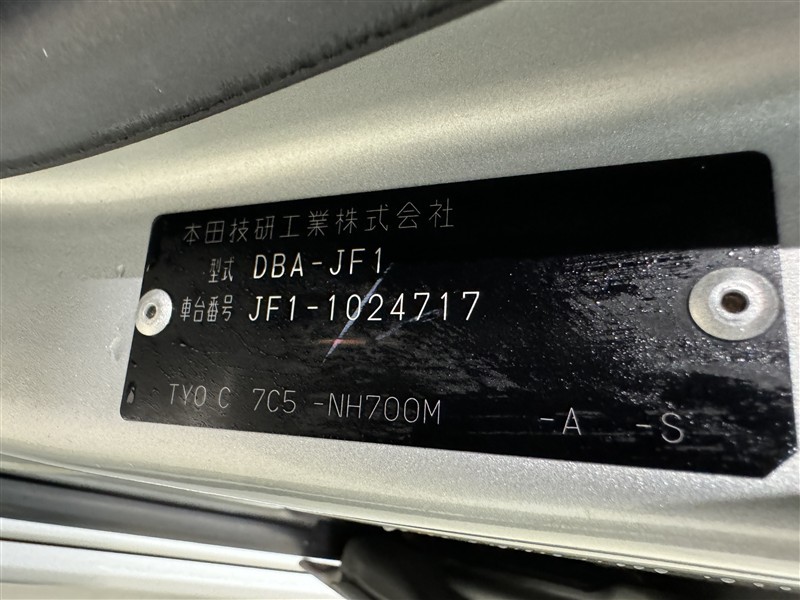 本田技研工業株式会社
型式 DBA-JF1
車台番号 JF1-1024717
TYO C 7C5 -NH700M -A -S